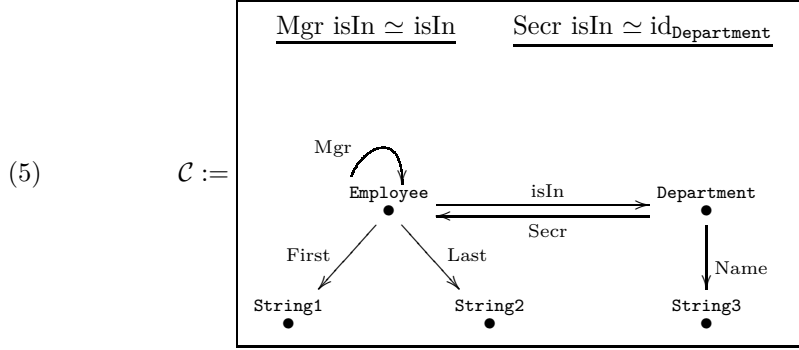 Mgr isIn ≃ isIn    Secr isIn ≃ id_Department
Mgr
(5)    𝒞 :=
Employee    isIn    Department
Secr
First    Last    Name
String1    String2    String3